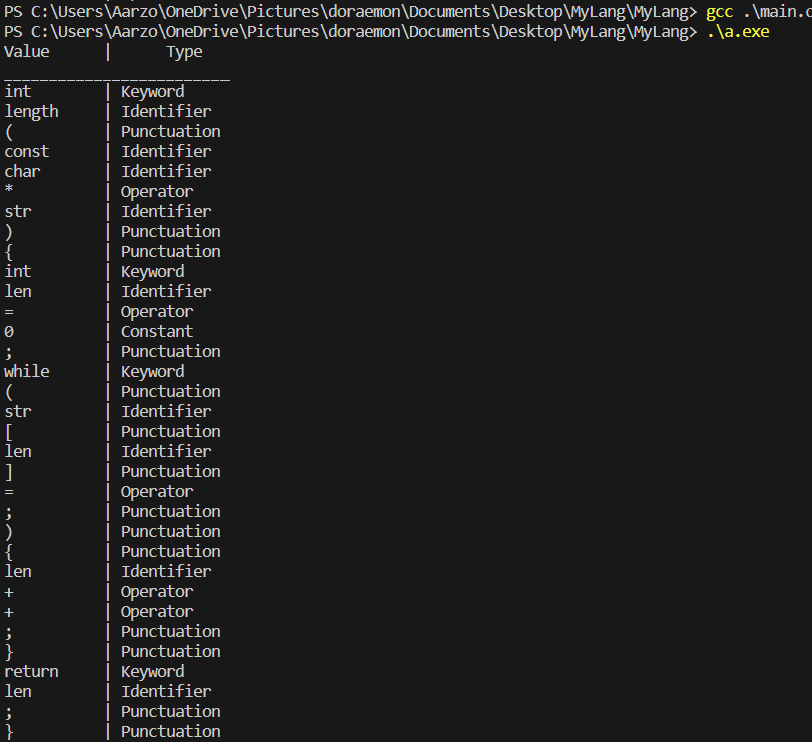 PS C:\Users\Aarzo\OneDrive\Pictures\doraemon\Documents\Desktop\MyLang\MyLang> gcc .\main.c
PS C:\Users\Aarzo\OneDrive\Pictures\doraemon\Documents\Desktop\MyLang\MyLang> .\a.exe
Value | Type
_________________________
int | Keyword
length | Identifier
( | Punctuation
const | Identifier
char | Identifier
* | Operator
str | Identifier
) | Punctuation
{ | Punctuation
int | Keyword
len | Identifier
= | Operator
0 | Constant
; | Punctuation
while | Keyword
( | Punctuation
str | Identifier
[ | Punctuation
len | Identifier
] | Punctuation
= | Operator
; | Punctuation
) | Punctuation
{ | Punctuation
len | Identifier
+ | Operator
+ | Operator
; | Punctuation
} | Punctuation
return | Keyword
len | Identifier
; | Punctuation
} | Punctuation